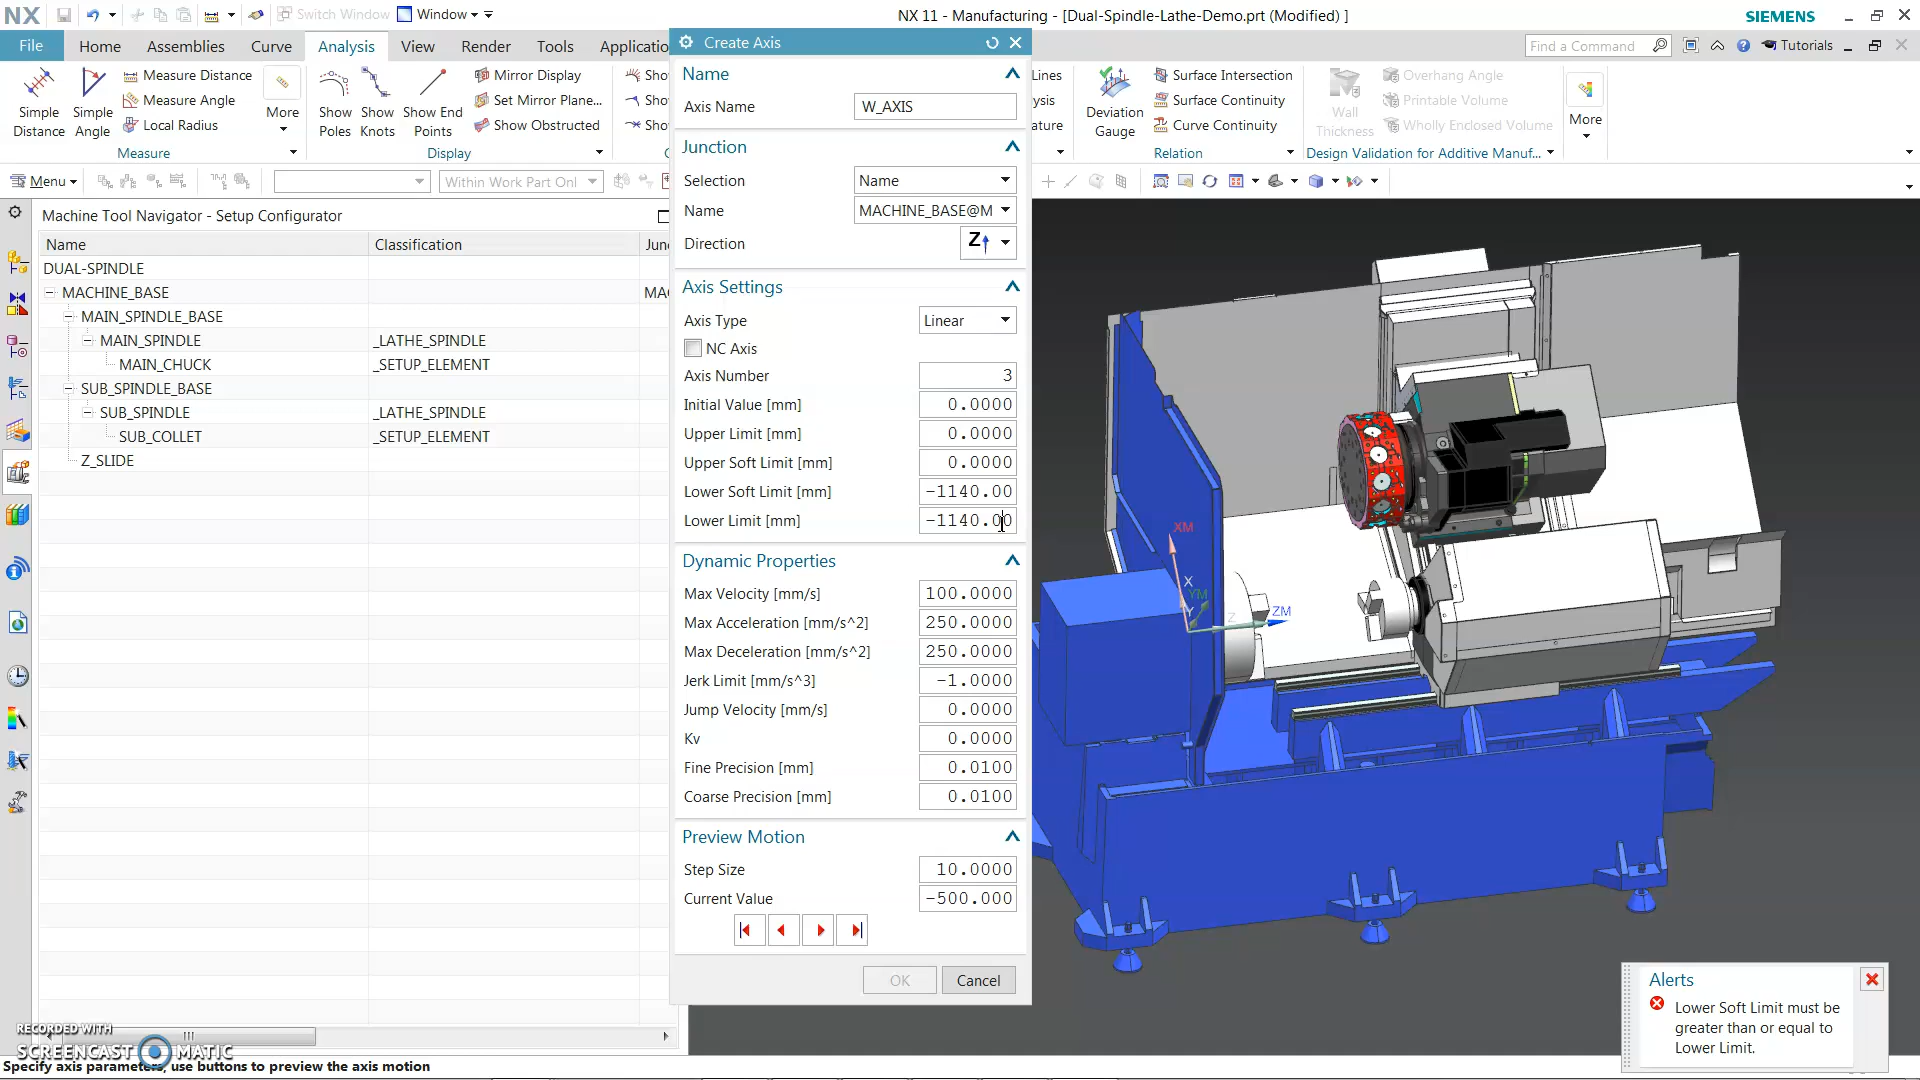 NX
Switch Window
Window
NX 11 - Manufacturing - [Dual-Spindle-Lathe-Demo.prt (Modified) ]
SIEMENS
File
Home
Assemblies
Curve
Analysis
View
Render
Tools
Applicatio
Create Axis
Find a Command
Tutorials
Simple
Distance
Simple
Angle
Measure Distance
Measure Angle
Local Radius
More
Measure
Show
Poles
Show
Knots
Show End
Points
Mirror Display
Set Mirror Plane...
Show Obstructed
Display
Sho
Sho
Sho
Lines
ysis
ature
Deviation
Gauge
Surface Intersection
Surface Continuity
Curve Continuity
Relation
Wall
Thickness
Overhang Angle
Printable Volume
Wholly Enclosed Volume
Design Validation for Additive Manuf...
More
Menu
Within Work Part Onl
Machine Tool Navigator - Setup Configurator
Name
Classification
Junc
DUAL-SPINDLE
MACHINE_BASE
MAC
MAIN_SPINDLE_BASE
MAIN_SPINDLE
_LATHE_SPINDLE
MAIN_CHUCK
_SETUP_ELEMENT
SUB_SPINDLE_BASE
SUB_SPINDLE
_LATHE_SPINDLE
SUB_COLLET
_SETUP_ELEMENT
Z_SLIDE
Name
Axis Name
W_AXIS
Junction
Selection
Name
Name
MACHINE_BASE@M
Direction
Z
Axis Settings
Axis Type
Linear
NC Axis
Axis Number
3
Initial Value [mm]
0.0000
Upper Limit [mm]
0.0000
Upper Soft Limit [mm]
0.0000
Lower Soft Limit [mm]
-1140.00
Lower Limit [mm]
-1140.00
Dynamic Properties
Max Velocity [mm/s]
100.0000
Max Acceleration [mm/s^2]
250.0000
Max Deceleration [mm/s^2]
250.0000
Jerk Limit [mm/s^3]
-1.0000
Jump Velocity [mm/s]
0.0000
Kv
0.0000
Fine Precision [mm]
0.0100
Coarse Precision [mm]
0.0100
Preview Motion
Step Size
10.0000
Current Value
-500.000
OK
Cancel
XM
X
YM
Y
Z
ZM
Alerts
Lower Soft Limit must be
greater than or equal to
Lower Limit.
RECORDED WITH
SCREENCAST MATIC
Specify axis parameters, use buttons to preview the axis motion